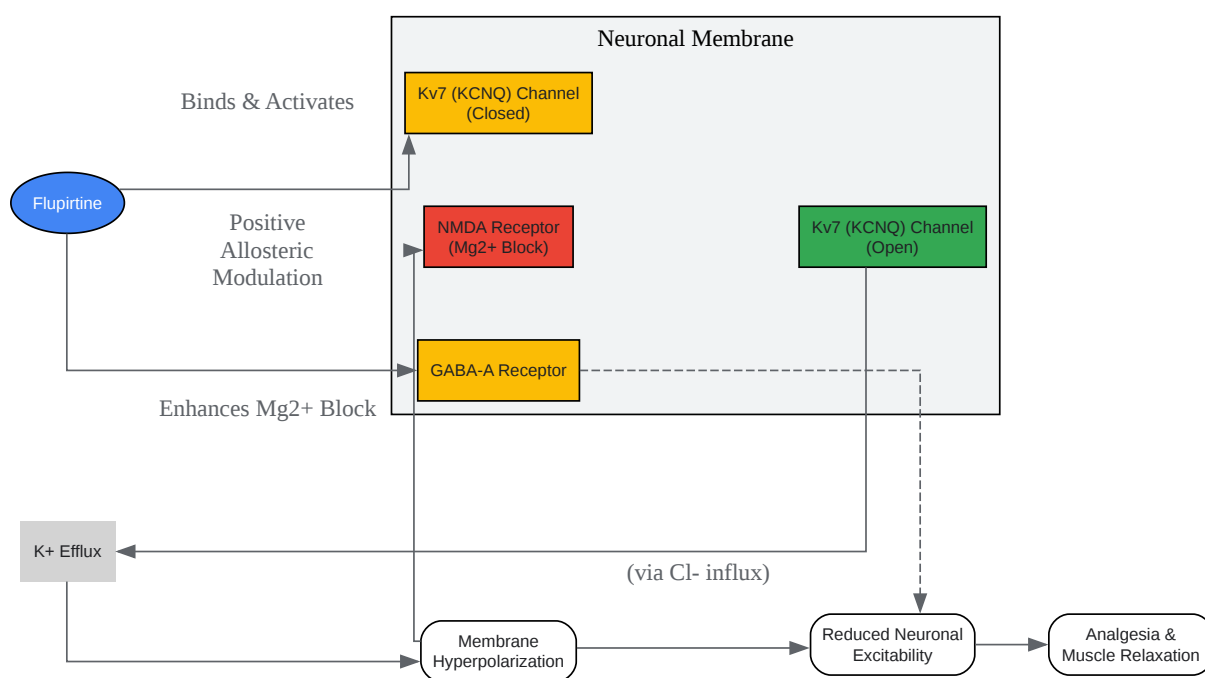 Neuronal Membrane
Kv7 (KCNQ) Channel
(Closed)
Binds & Activates
Flupirtine
Positive
Allosteric
Modulation
NMDA Receptor
(Mg2+ Block)
Kv7 (KCNQ) Channel
(Open)
GABA-A Receptor
Enhances Mg2+ Block
K+ Efflux
(via Cl- influx)
Membrane
Hyperpolarization
Reduced Neuronal
Excitability
Analgesia &
Muscle Relaxation